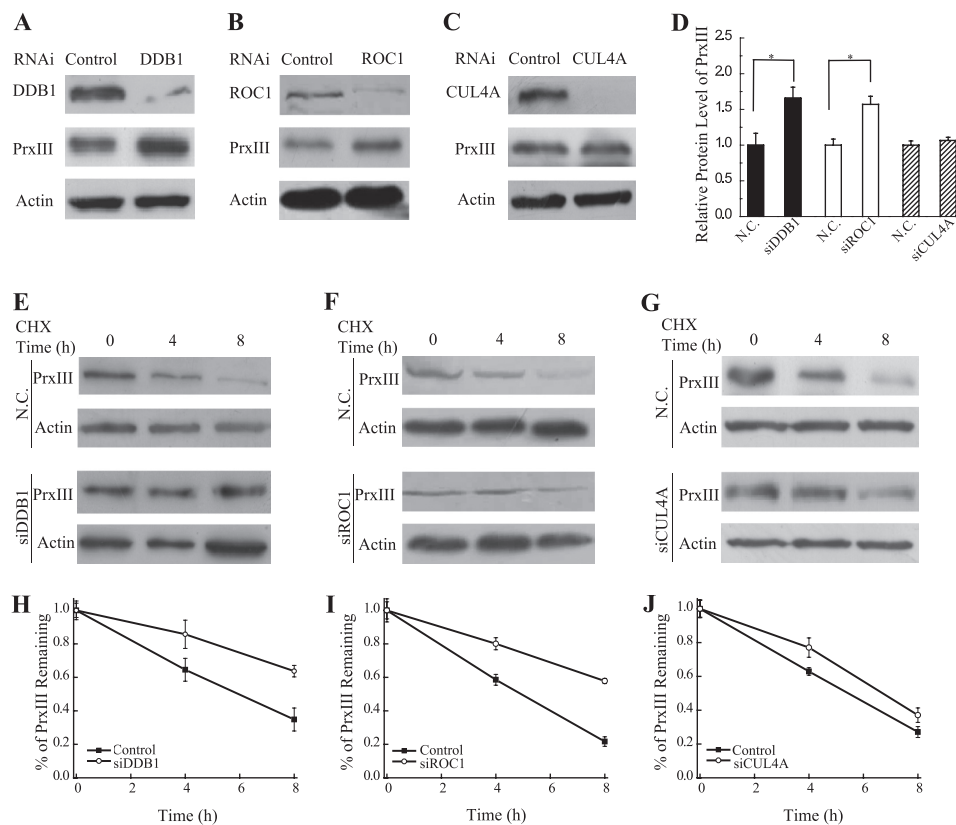 A
RNAi Control DDB1
DDB1
PrxIII
Actin
B
RNAi Control ROC1
ROC1
PrxIII
Actin
C
RNAi Control CUL4A
CUL4A
PrxIII
Actin
D
Relative Protein Level of PrxIII
2.5
2.0
1.5
1.0
0.5
0.0
* *
N.C. siDDB1 N.C. siROC1 N.C. siCUL4A
E
CHX
Time (h) 0 4 8
N.C.
PrxIII
Actin
siDDB1
PrxIII
Actin
F
CHX
Time (h) 0 4 8
N.C.
PrxIII
Actin
siROC1
PrxIII
Actin
G
CHX
Time (h) 0 4 8
N.C.
PrxIII
Actin
siCUL4A
PrxIII
Actin
H
% of PrxIII Remaining
1.0
0.8
0.6
0.4
0.2
0.0
Control
siDDB1
0 2 4 6 8
Time (h)
I
% of PrxIII Remaining
1.0
0.8
0.6
0.4
0.2
0.0
Control
siROC1
0 2 4 6 8
Time (h)
J
% of PrxIII Remaining
1.0
0.8
0.6
0.4
0.2
0.0
Control
siCUL4A
0 2 4 6 8
Time (h)